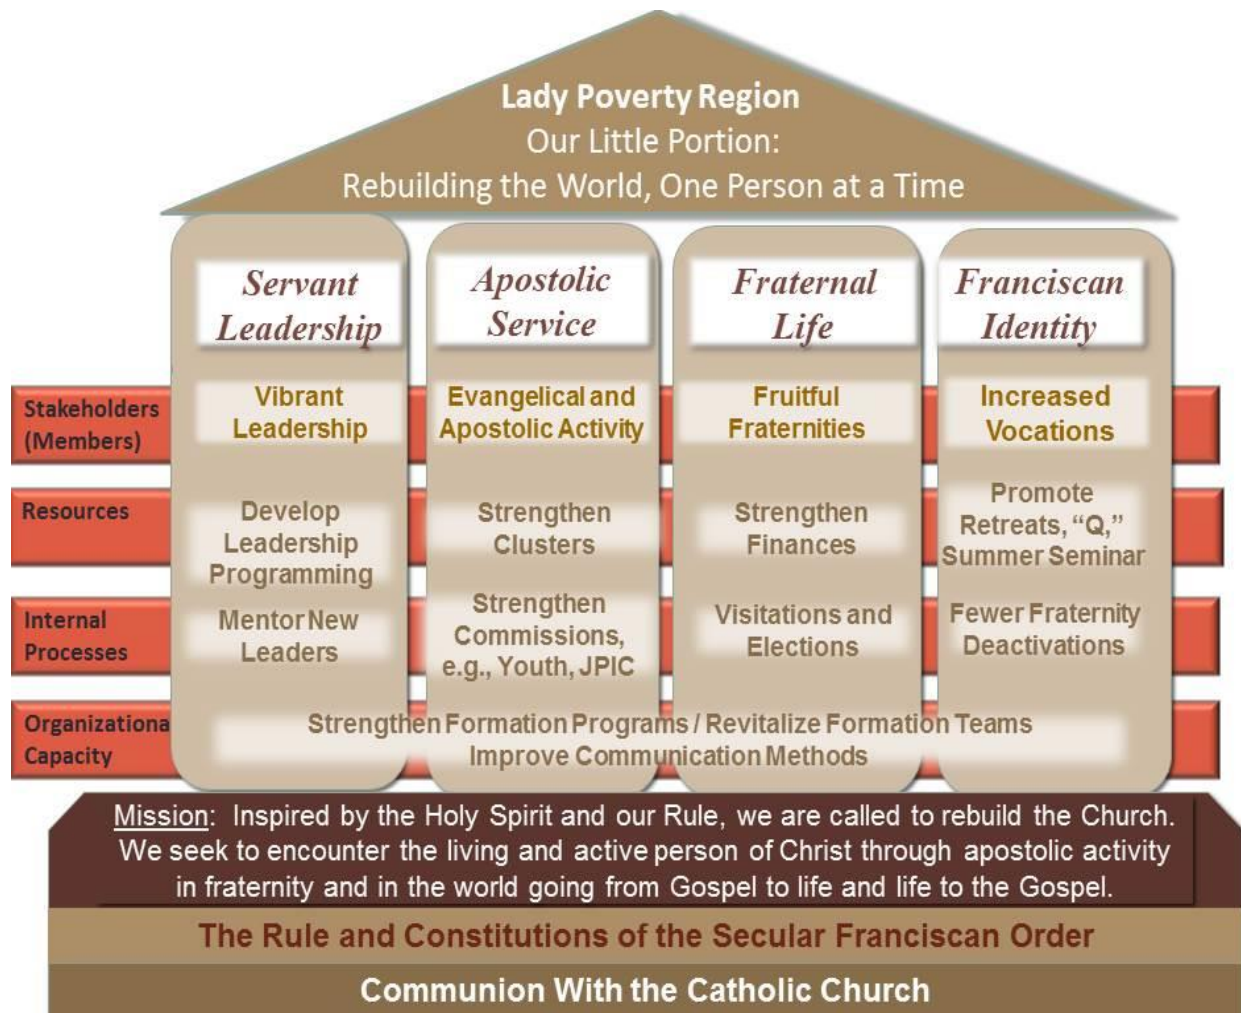 Lady Poverty Region
Our Little Portion:
Rebuilding the World, One Person at a Time
Servant
Leadership
Apostolic
Service
Fraternal
Life
Franciscan
Identity
Stakeholders
(Members)
Vibrant
Leadership
Evangelical and
Apostolic Activity
Fruitful
Fraternities
Increased
Vocations
Resources
Develop
Leadership
Programming
Strengthen
Clusters
Strengthen
Finances
Promote
Retreats, “Q,”
Summer Seminar
Internal
Processes
Mentor New
Leaders
Strengthen
Commissions,
e.g., Youth, JPIC
Visitations and
Elections
Fewer Fraternity
Deactivations
Organizationa
Capacity
Strengthen Formation Programs / Revitalize Formation Teams
Improve Communication Methods
Mission: Inspired by the Holy Spirit and our Rule, we are called to rebuild the Church.
We seek to encounter the living and active person of Christ through apostolic activity
in fraternity and in the world going from Gospel to life and life to the Gospel.
The Rule and Constitutions of the Secular Franciscan Order
Communion With the Catholic Church